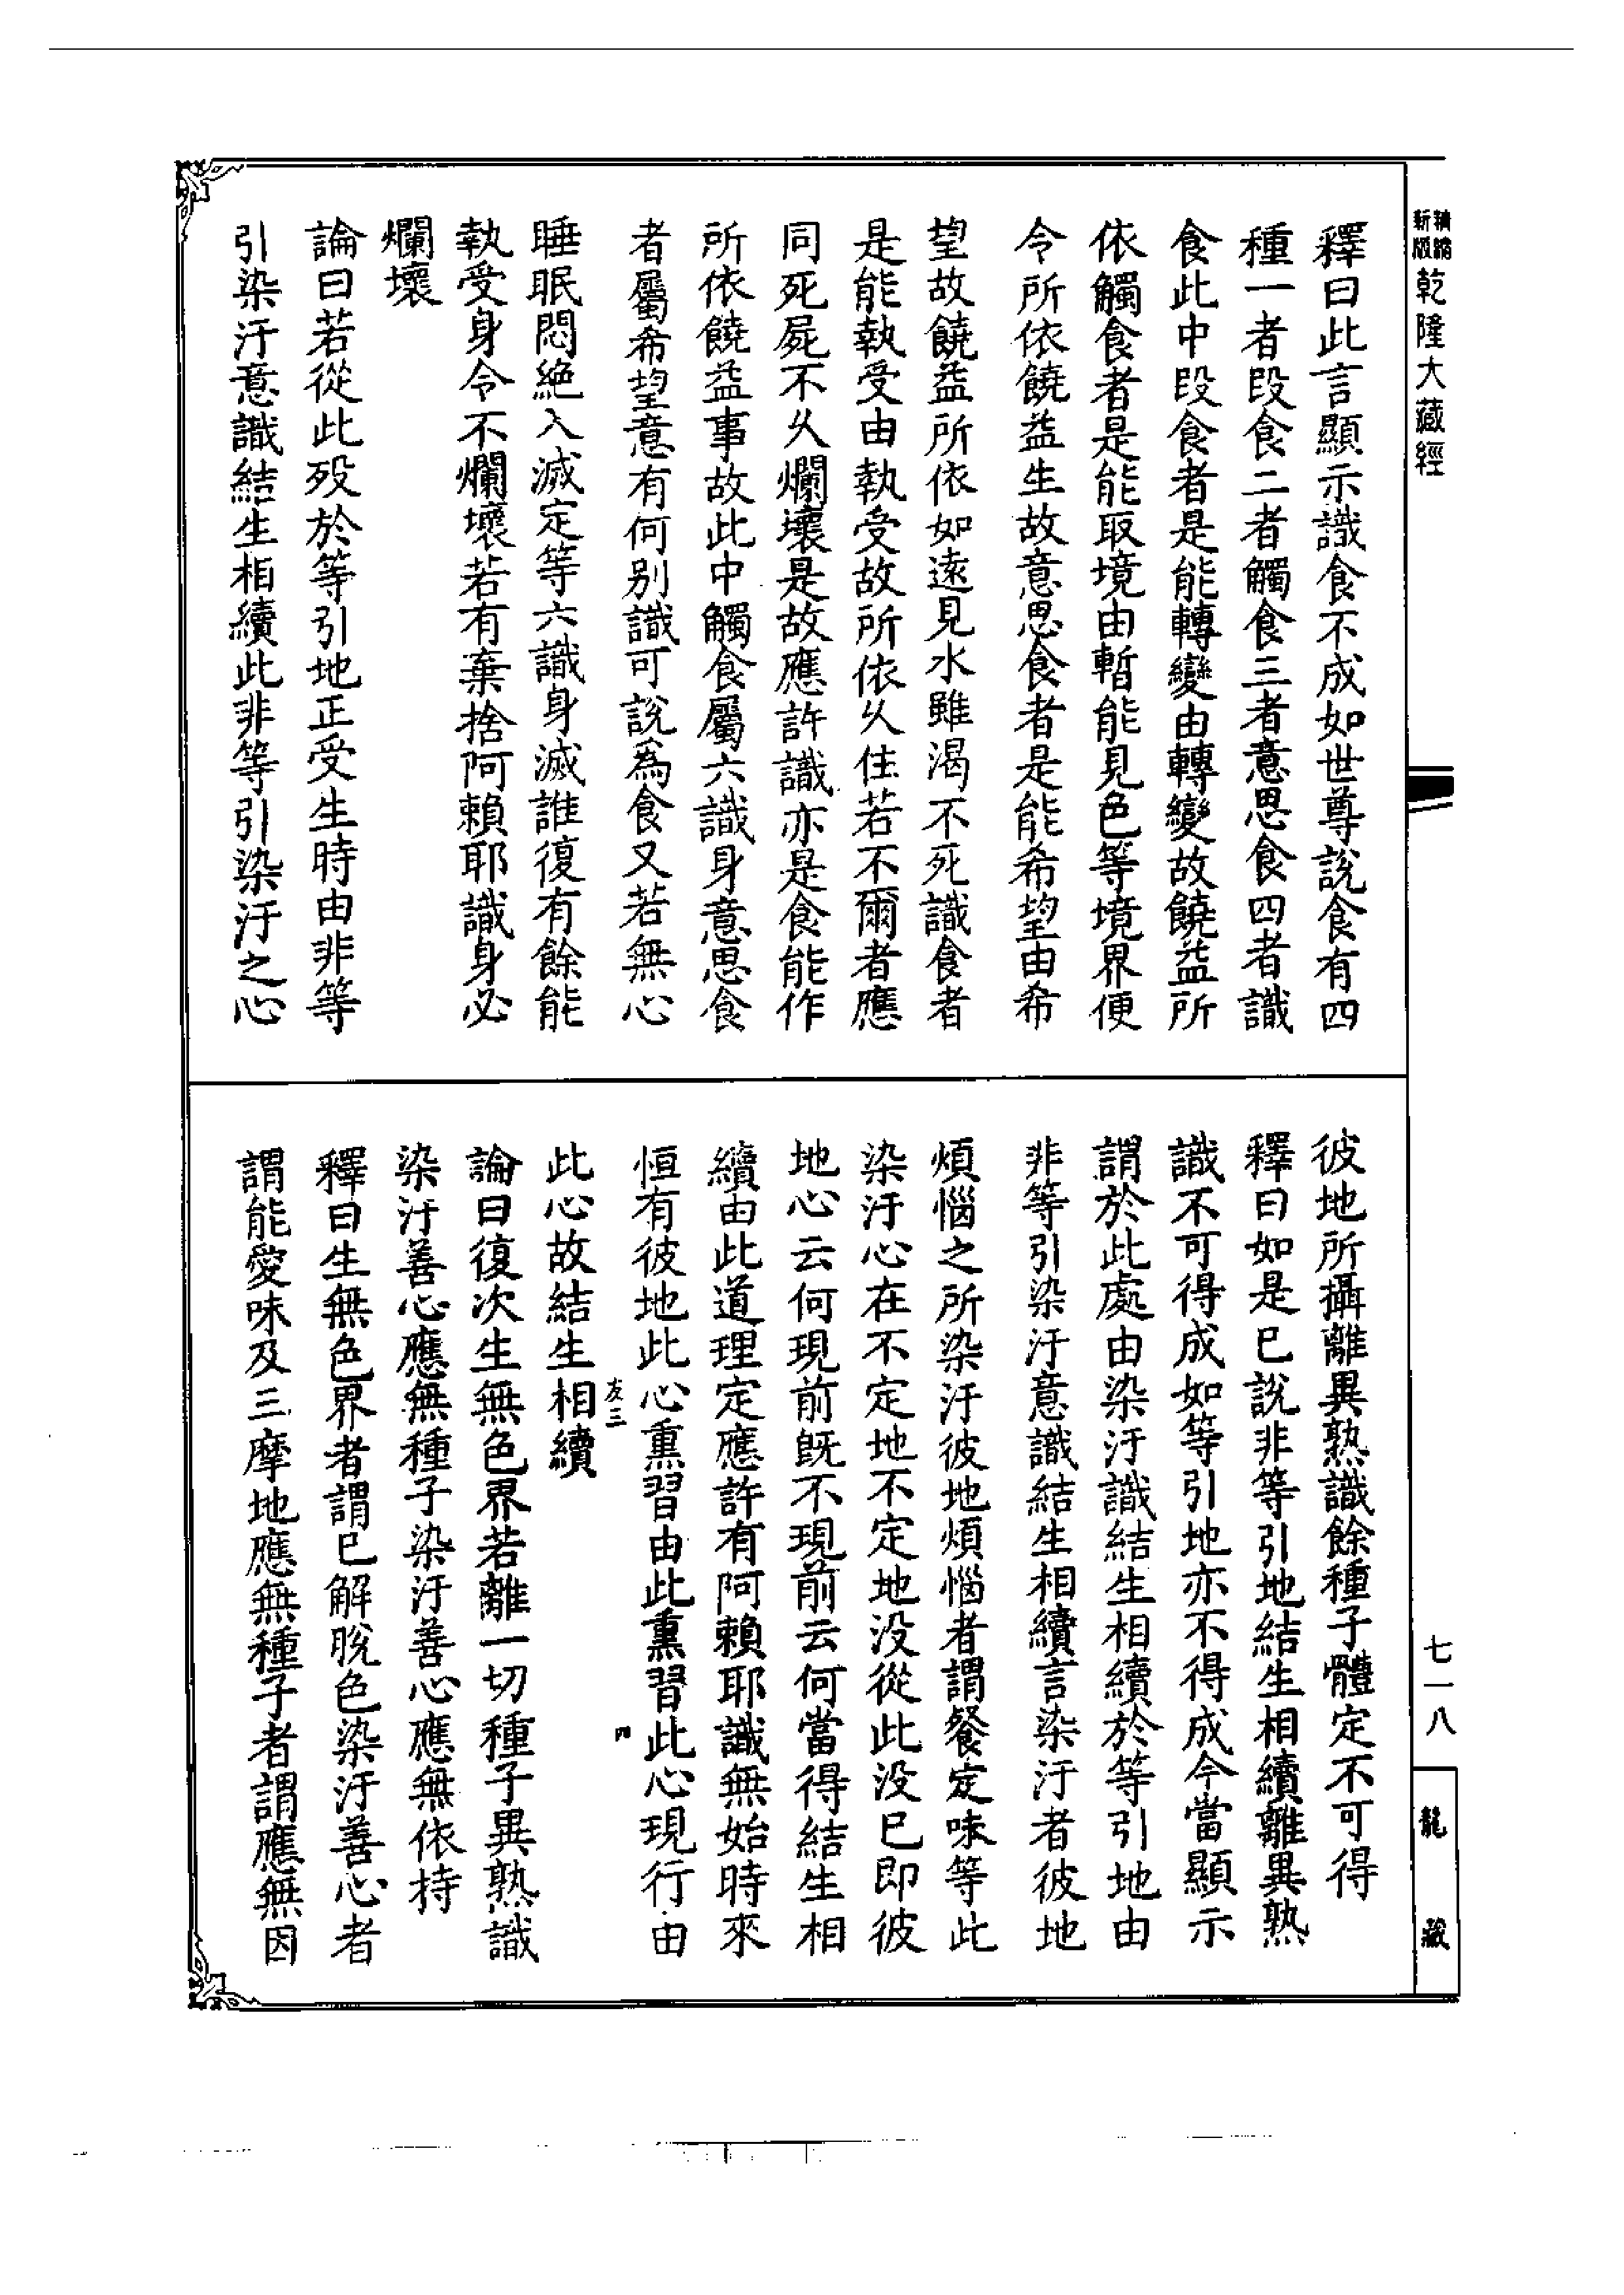 精縮
新版
乾隆大藏經
釋曰此言顯示識食不成如世尊說食有四
種一者段食二者觸食三者意思食四者識
食此中段食者是能轉變由轉變故饒益所
依觸食者是能取境由暫能見色等境界便
令所依饒益生故意思食者是能希望由希
望故饒益所依如遠見水雖渴不死識食者
是能執受由執受故所依乆住若不爾者應
同死屍不乆爛壞是故應許識亦是食能作
所依饒益事故此中觸食屬六識身意思食
者屬希望意有何别識可說為食又若無心
睡眠悶絶入滅定等六識身滅誰復有餘能
執受身令不爛壞若有棄捨阿賴耶識身必
爛壞
論曰若從此歿於等引地正受生時由非等
引染汙意識結生相續此非等引染汙之心
彼地所攝離異熟識餘種子體定不可得
釋曰如是已說非等引地結生相續離異熟
識不可得成如等引地亦不得成今當顯示
謂於此處由染汙識結生相續於等引地由
非等引染汙意識結生相續言染汙者彼地
煩惱之所染汙彼地煩惱者謂餐定味等此
染汙心在不定地不定地没從此没已即彼
地心云何現前既不現前云何當得結生相
續由此道理定應許有阿賴耶識無始時來
恒有彼地此心熏習由此熏習此心現行由
此心故結生相續
友三
四
論曰復次生無色界若離一切種子異熟識
染汙善心應無種子染汙善心應無依持
釋曰生無色界者謂已解脫色染汙善心者
謂能愛味及三摩地應無種子者謂應無因
七一八
龍藏